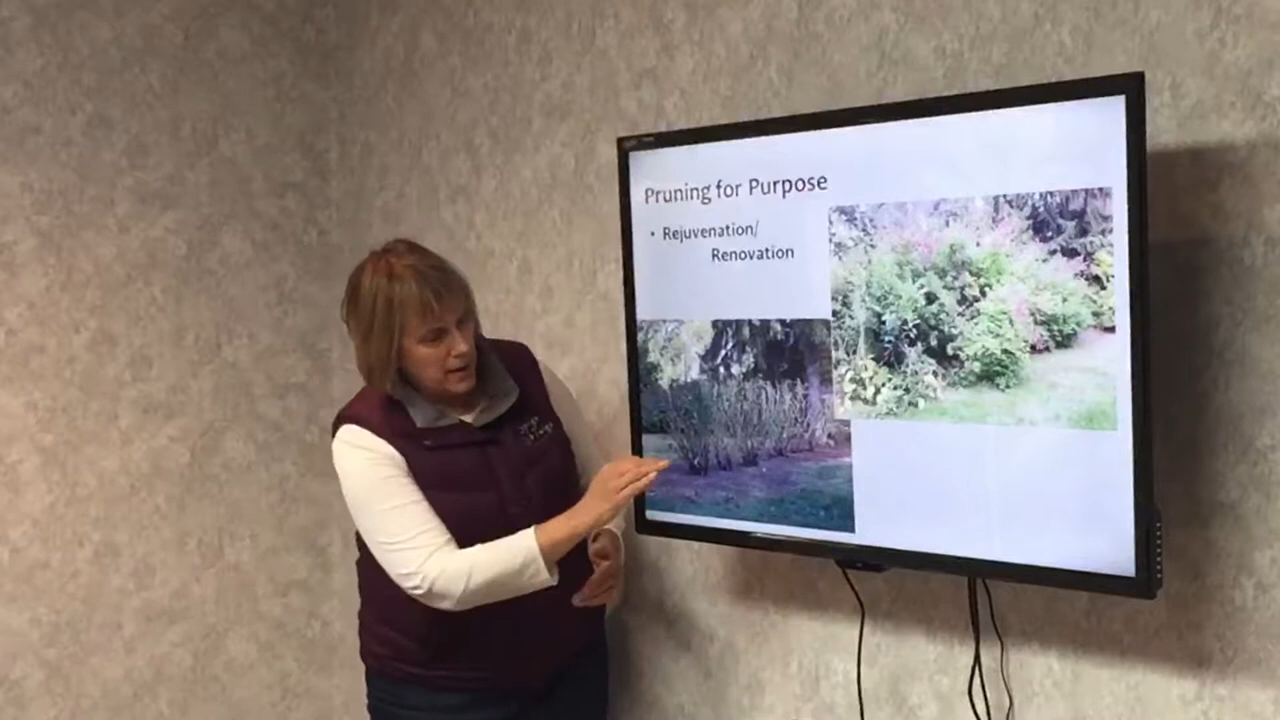 Pruning for Purpose
• Rejuvenation/
Renovation